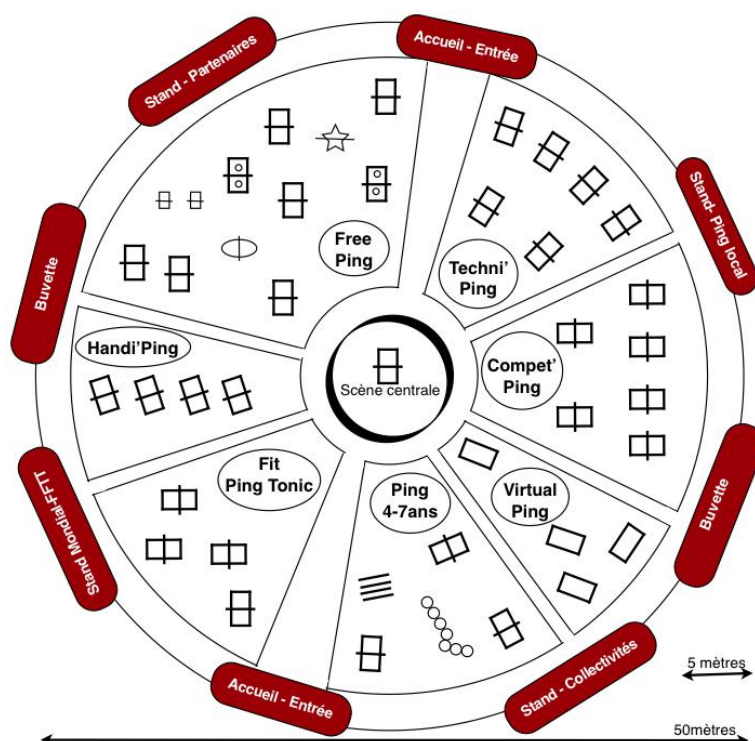 Accueil - Entrée
Stand - Partenaires
Stand- Ping local
Free
Ping
Techni'
Ping
Buvette
Handi'Ping
Compet'
Ping
Scène centrale
Fit
Ping Tonic
Ping
4-7ans
Virtual
Ping
Buvette
Stand Mondial-FFTT
Stand - Collectivités
Accueil - Entrée
5 mètres
50mètres